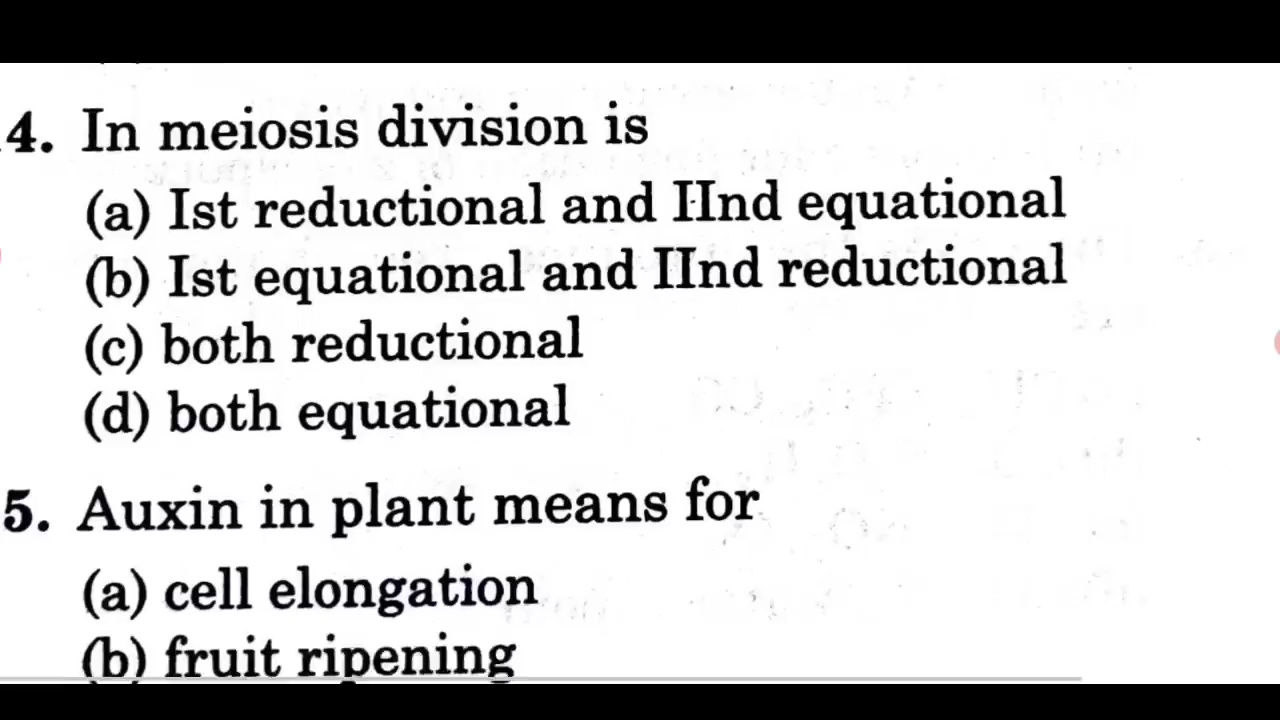 4. In meiosis division is
(a) Ist reductional and IInd equational
(b) Ist equational and IInd reductional
(c) both reductional
(d) both equational
5. Auxin in plant means for
(a) cell elongation
(b) fruit ripening